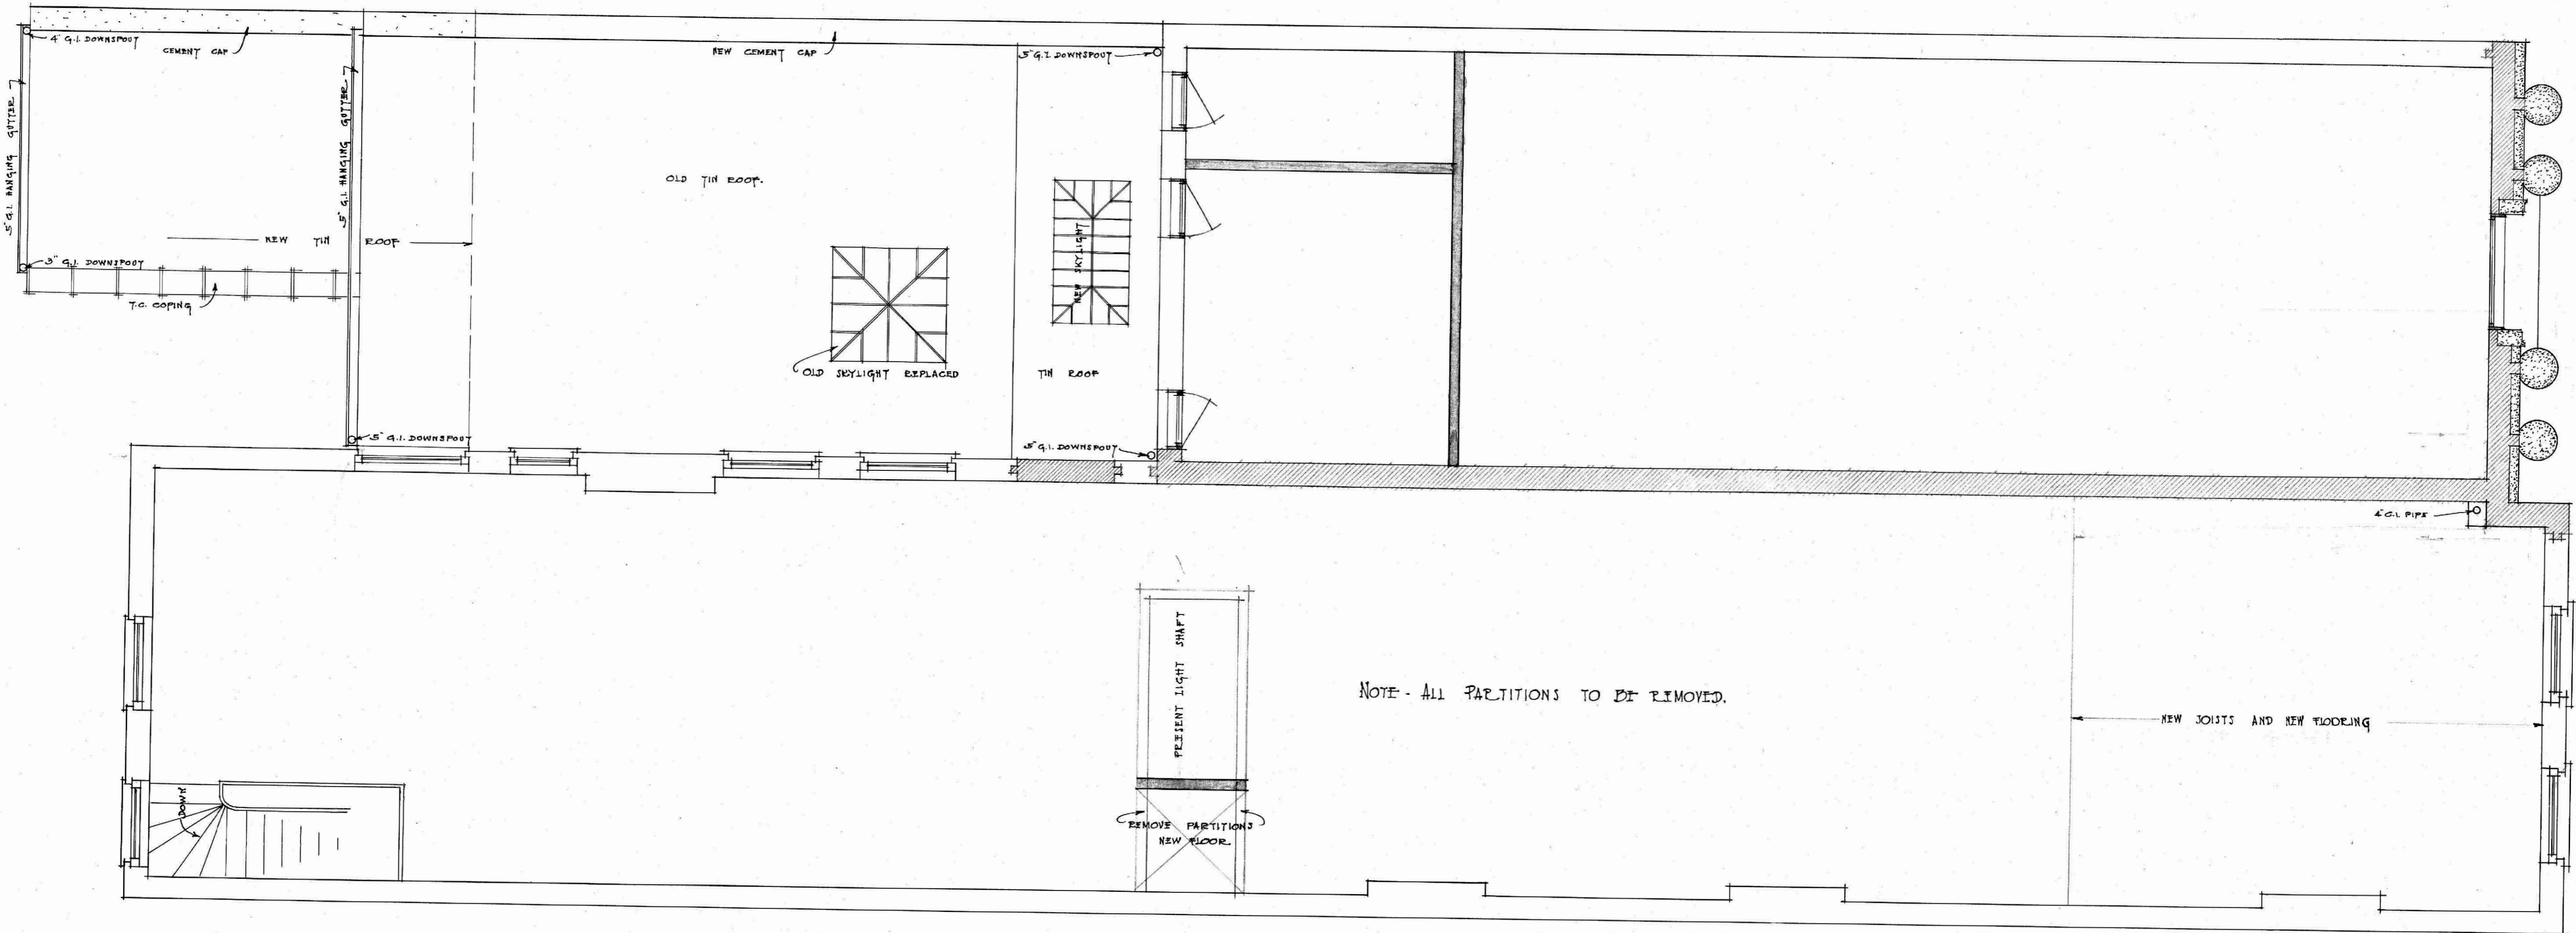 4" G.I. DOWNSPOUT
CEMENT CAP
NEW CEMENT CAP
5" G.I. DOWNSPOUT
5" G.I. HANGING GUTTER
5" G.I. HANGING GUTTER
OLD TIN ROOF.
NEW TIN ROOF
NEW SKYLIGHT
3" G.I. DOWNSPOUT
T.C. COPING
OLD SKYLIGHT REPLACED
TIN ROOF
5" G.I. DOWNSPOUT
5" G.I. DOWNSPOUT
4" G.I. PIPE
PRESENT LIGHT SHAFT
NOTE - ALL PARTITIONS TO BE REMOVED.
NEW JOISTS AND NEW FLOORING
DOWN
REMOVE PARTITIONS
NEW FLOOR